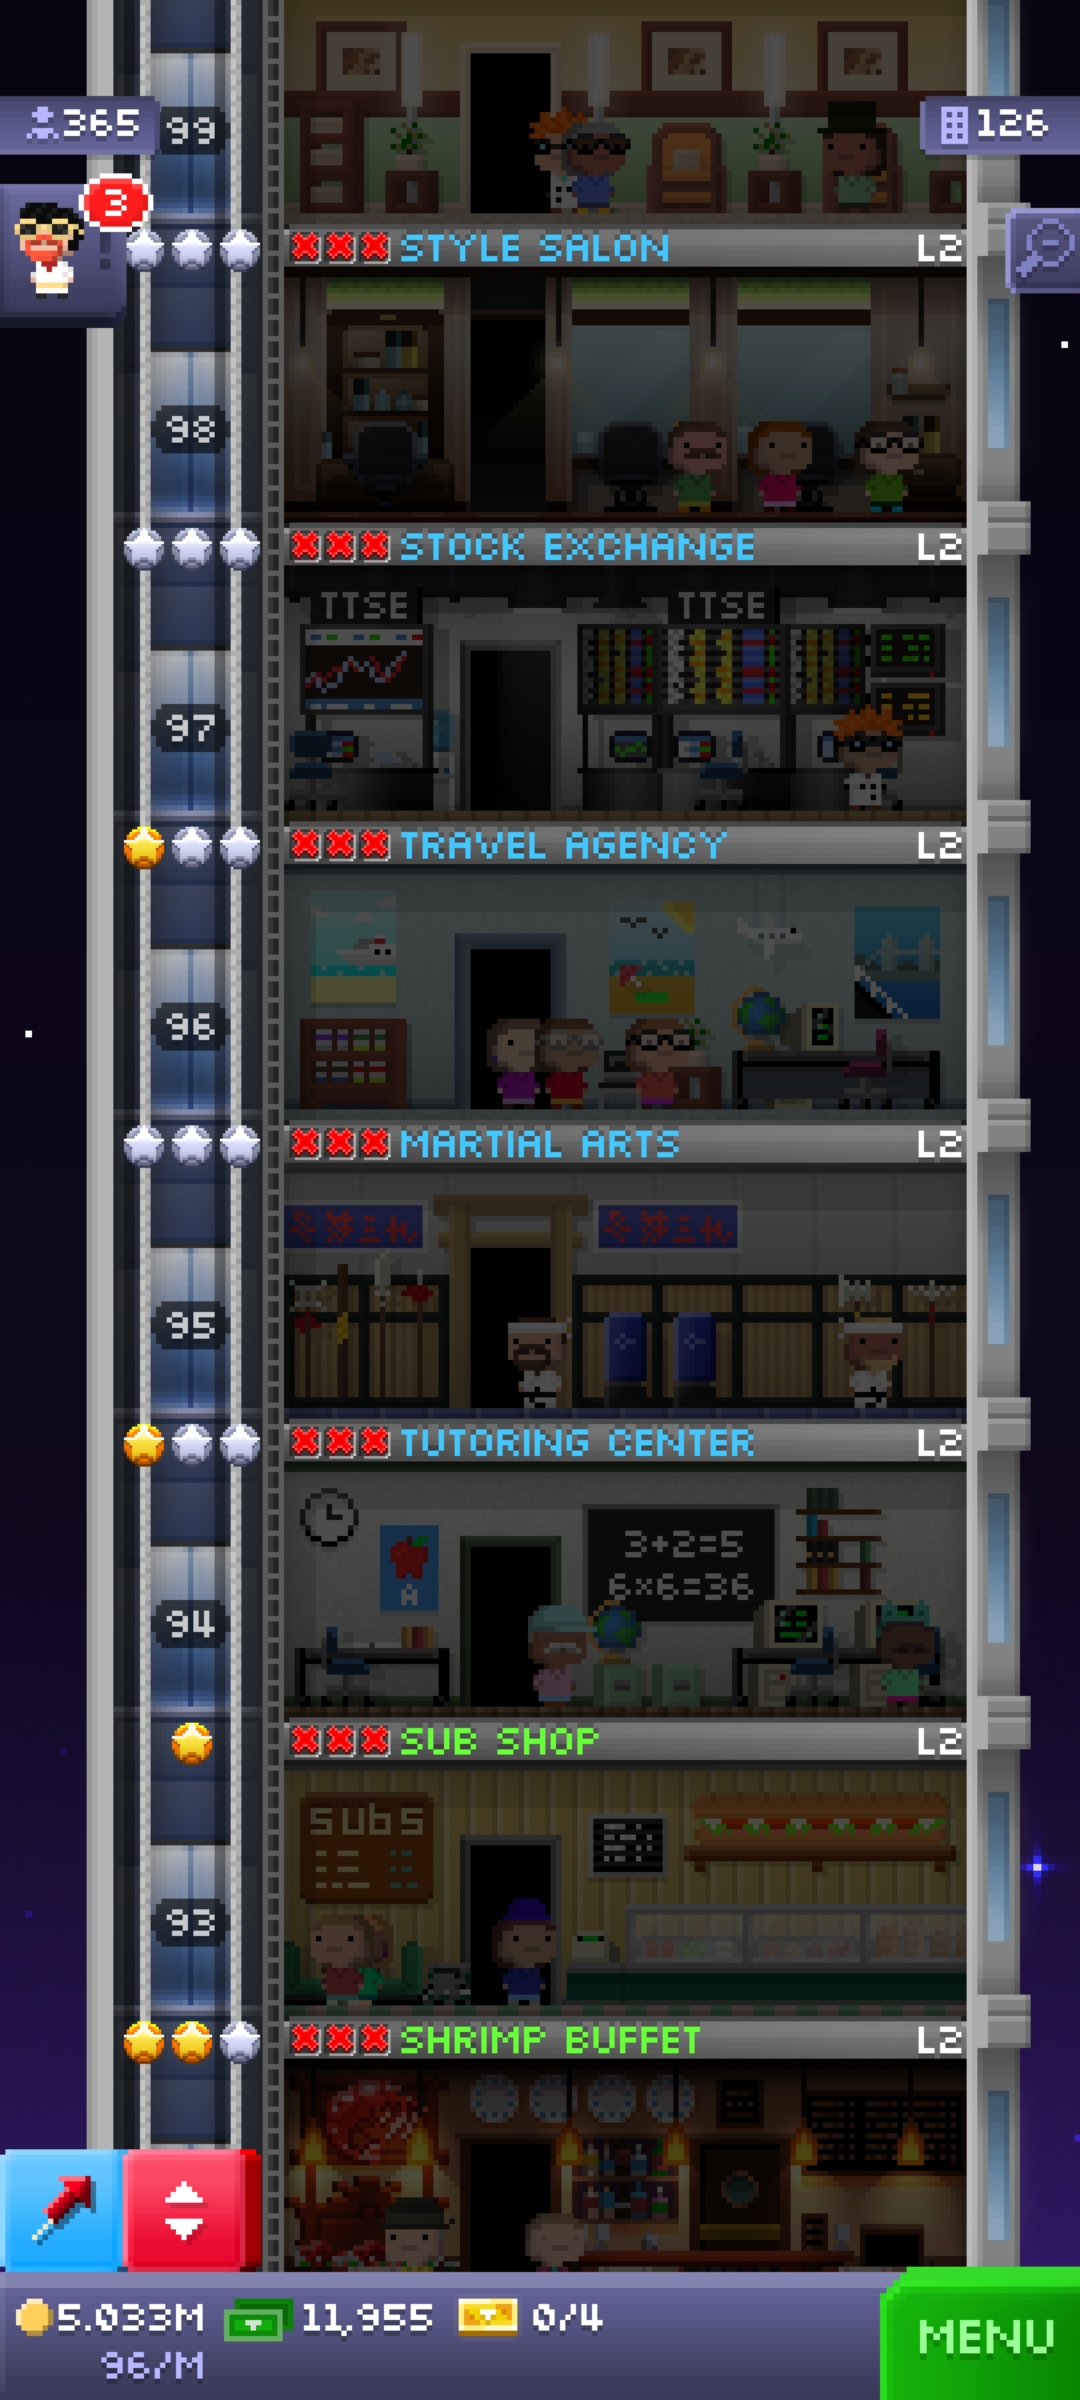 365
99
126
3
STYLE SALON L2
98
STOCK EXCHANGE L2
TTSE TTSE
97
TRAVEL AGENCY L2
96
MARTIAL ARTS L2
95
TUTORING CENTER L2
3+2=5
A
6x6=36
94
SUB SHOP L2
SUBS
93
SHRIMP BUFFET L2
5.033M 11,955 0/4
96/M
MENU